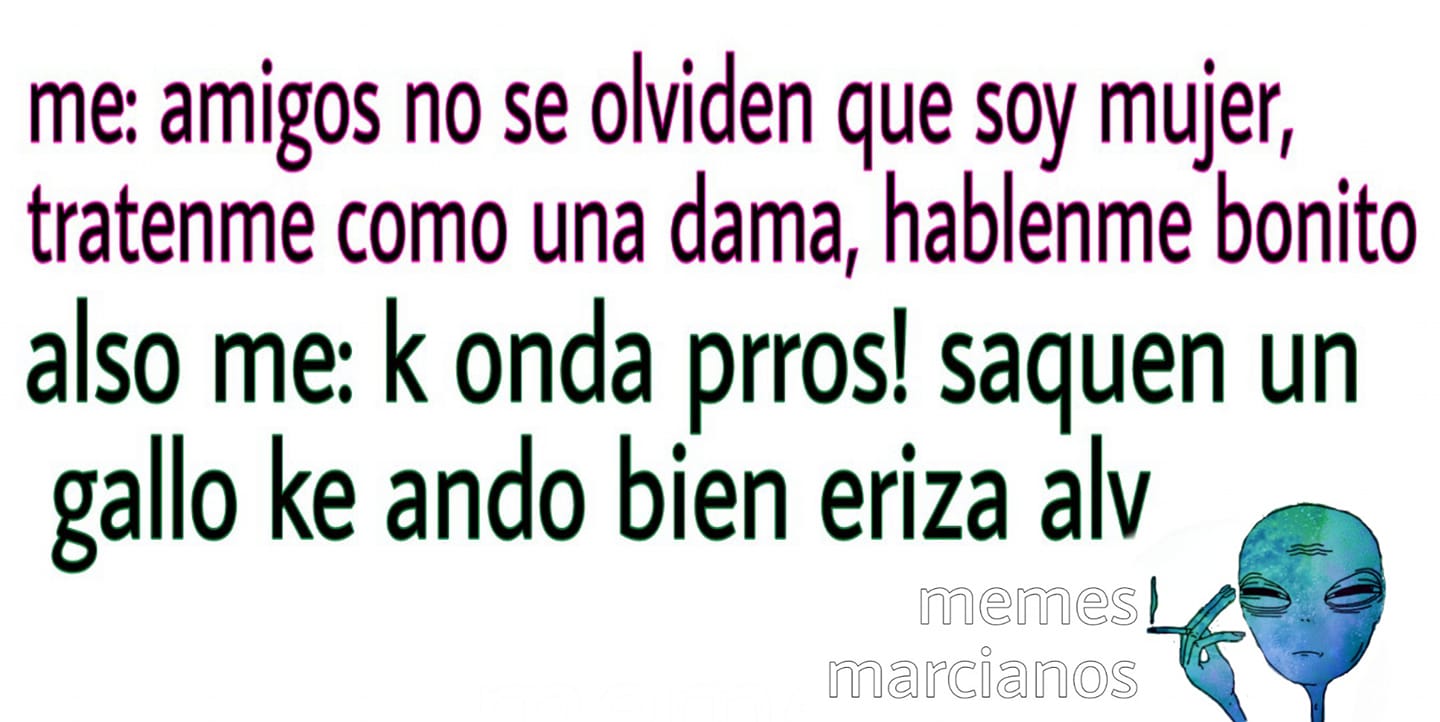 me: amigos no se olviden que soy mujer,
tratenme como una dama, hablenme bonito
also me: k onda prros! saquen un
gallo ke ando bien eriza alv
memes
marcianos